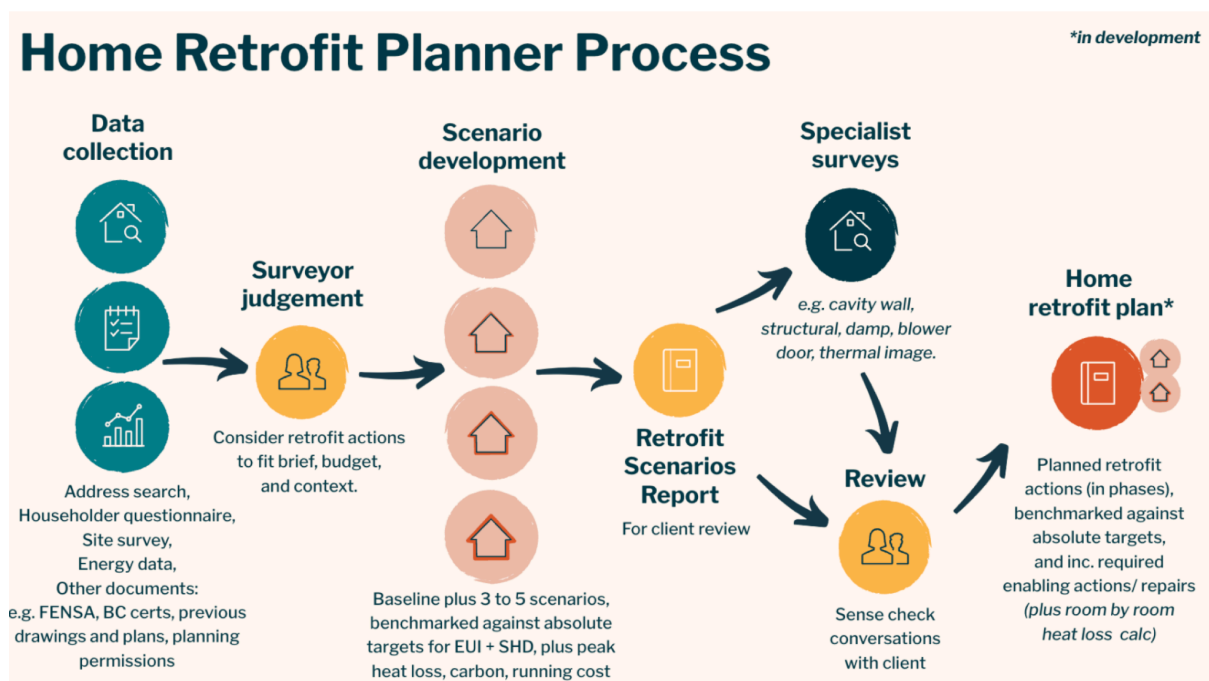 Home Retrofit Planner Process
*in development
Data
collection
Address search,
Householder questionnaire,
Site survey,
Energy data,
Other documents:
e.g. FENSA, BC certs, previous
drawings and plans, planning
permissions
Surveyor
judgement
Consider retrofit actions
to fit brief, budget,
and context.
Scenario
development
Baseline plus 3 to 5 scenarios,
benchmarked against absolute
targets for EUI + SHD, plus peak
heat loss, carbon, running cost
Retrofit
Scenarios
Report
For client review
Specialist
surveys
e.g. cavity wall,
structural, damp, blower
door, thermal image.
Review
Sense check
conversations
with client
Home
retrofit plan*
Planned retrofit
actions (in phases),
benchmarked against
absolute targets,
and inc. required
enabling actions/ repairs
(plus room by room
heat loss calc)